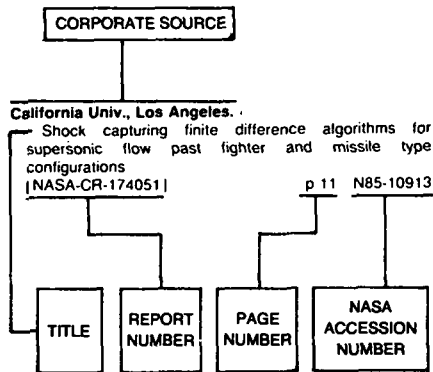 CORPORATE SOURCE
California Univ., Los Angeles.
Shock capturing finite difference algorithms for
supersonic flow past fighter and missile type
configurations
[NASA-CR-174051] p 11 N85-10913
TITLE
REPORT
NUMBER
PAGE
NUMBER
NASA
ACCESSION
NUMBER